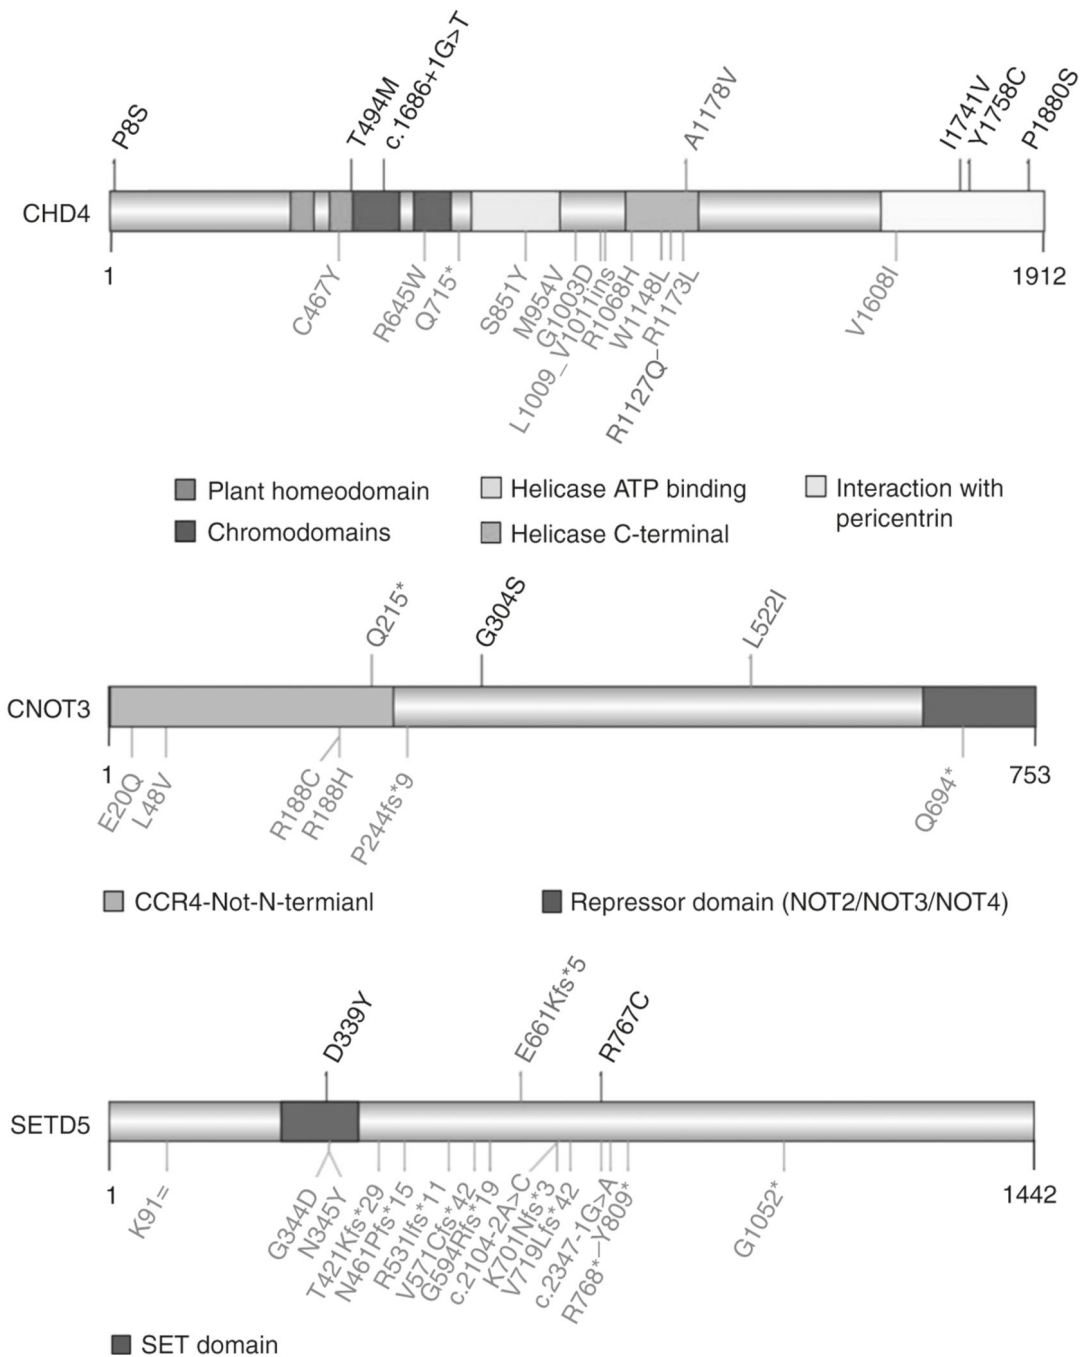 P8S
T494M
c.1686+1G>T
A1178V
I1741V
Y1758C
P1880S
CHD4
1
1912
C467Y
R645W
Q715*
S851Y
M954V
G1003D
L1009_V1011ins
R1068H
W1148L
R1127Q
R1173L
V1608I
Plant homeodomain
Helicase ATP binding
Interaction with
pericentrin
Chromodomains
Helicase C-terminal
Q215*
G304S
L522I
CNOT3
1
753
E20Q
L48V
R188C
R188H
P244fs*9
Q694*
CCR4-Not-N-termianl
Repressor domain (NOT2/NOT3/NOT4)
D339Y
E661Kfs*5
R767C
SETD5
1
1442
K91=
G344D
N345Y
T421Kfs*29
N461Pfs*15
R531Ifs*11
V571Cfs*42
G594Rfs*19
c.2104-2A>C
K701Nfs*3
V719Lfs*42
c.2347-1G>A
R768*
Y809*
G1052*
SET domain